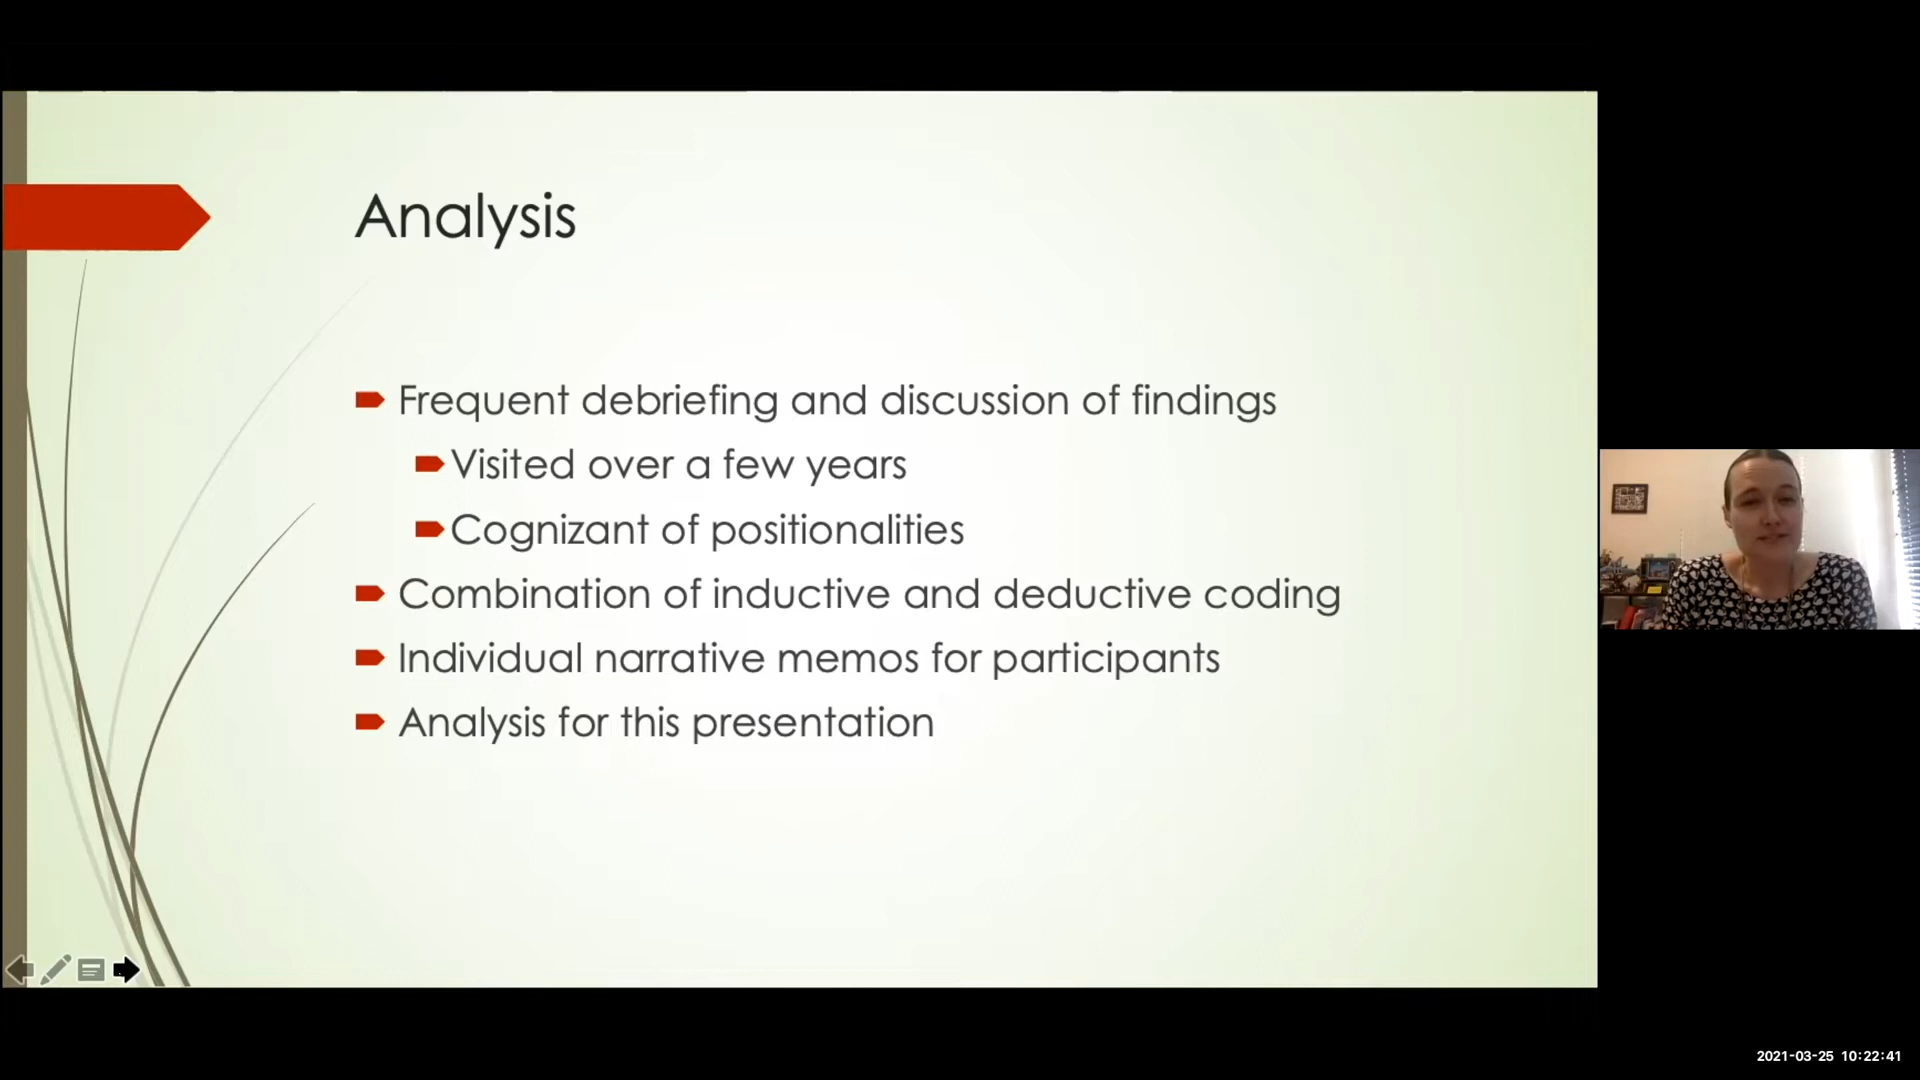 Analysis
Frequent debriefing and discussion of findings
Visited over a few years
Cognizant of positionalities
Combination of inductive and deductive coding
Individual narrative memos for participants
Analysis for this presentation
2021-03-25 10:22:41